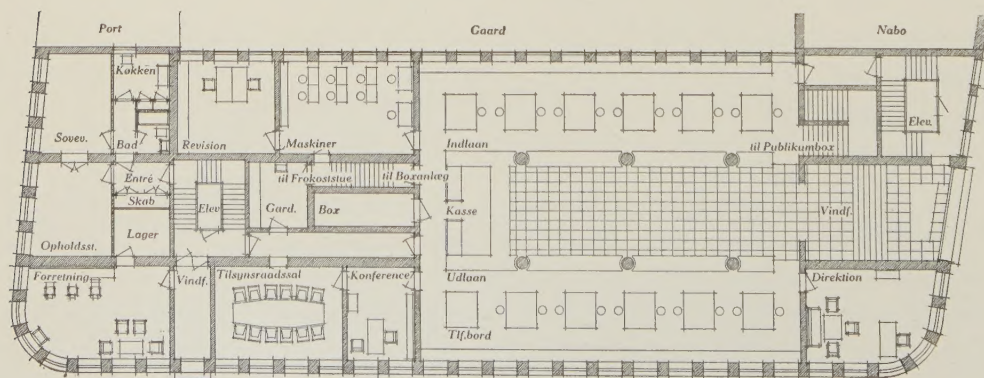 Port
Gaard
Nabo
Køkken
Sovev.
Bad
Revision
Maskiner
Indlaan
til Publikumbox
Elev.
Entré
Skab
til Frokoststue
til Boxanlæg
Elev
Gard.
Box
Kasse
Vindf.
Lager
Opholdsst.
Forretning
Vindf.
Tilsynsraadssal
Konference
Udlaan
Direktion
Tlf.bord